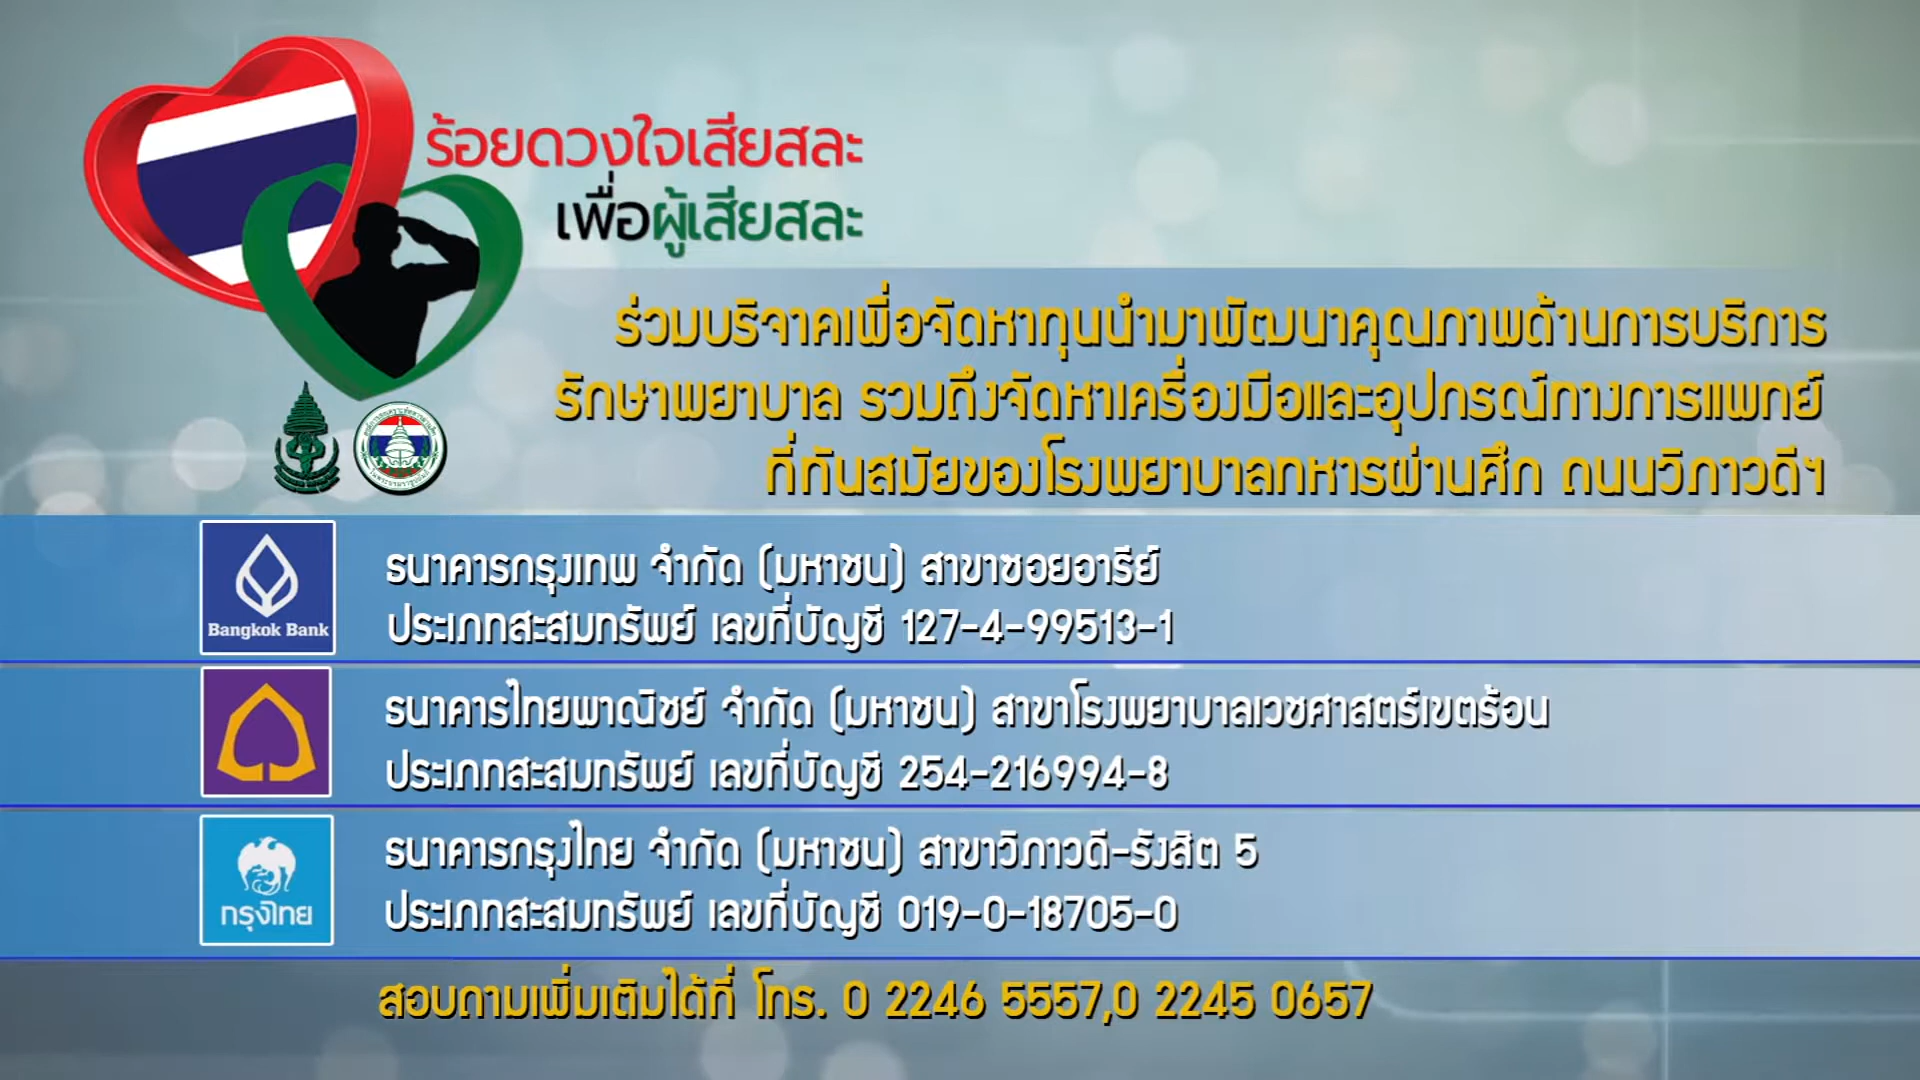 ร้อยดวงใจเสียสละ
เพื่อผู้เสียสละ
ร่วมบริจาคเพื่อจัดหาทุนนำมาพัฒนาคุณภาพด้านการบริการ
รักษาพยาบาล รวมถึงจัดหาเครื่องมือและอุปกรณ์ทางการแพทย์
ที่ทันสมัยของโรงพยาบาลทหารผ่านศึก ถนนวิภาวดีฯ
Bangkok Bank
ธนาคารกรุงเทพ จำกัด (มหาชน) สาขาซอยอารีย์
ประเภทสะสมทรัพย์ เลขที่บัญชี 127-4-99513-1
ธนาคารไทยพาณิชย์ จำกัด (มหาชน) สาขาโรงพยาบาลเวชศาสตร์เขตร้อน
ประเภทสะสมทรัพย์ เลขที่บัญชี 254-216994-8
กรุงไทย
ธนาคารกรุงไทย จำกัด (มหาชน) สาขาวิภาวดี-รังสิต 5
ประเภทสะสมทรัพย์ เลขที่บัญชี 019-0-18705-0
สอบถามเพิ่มเติมได้ที่ โทร. 0 2246 5557,0 2245 0657